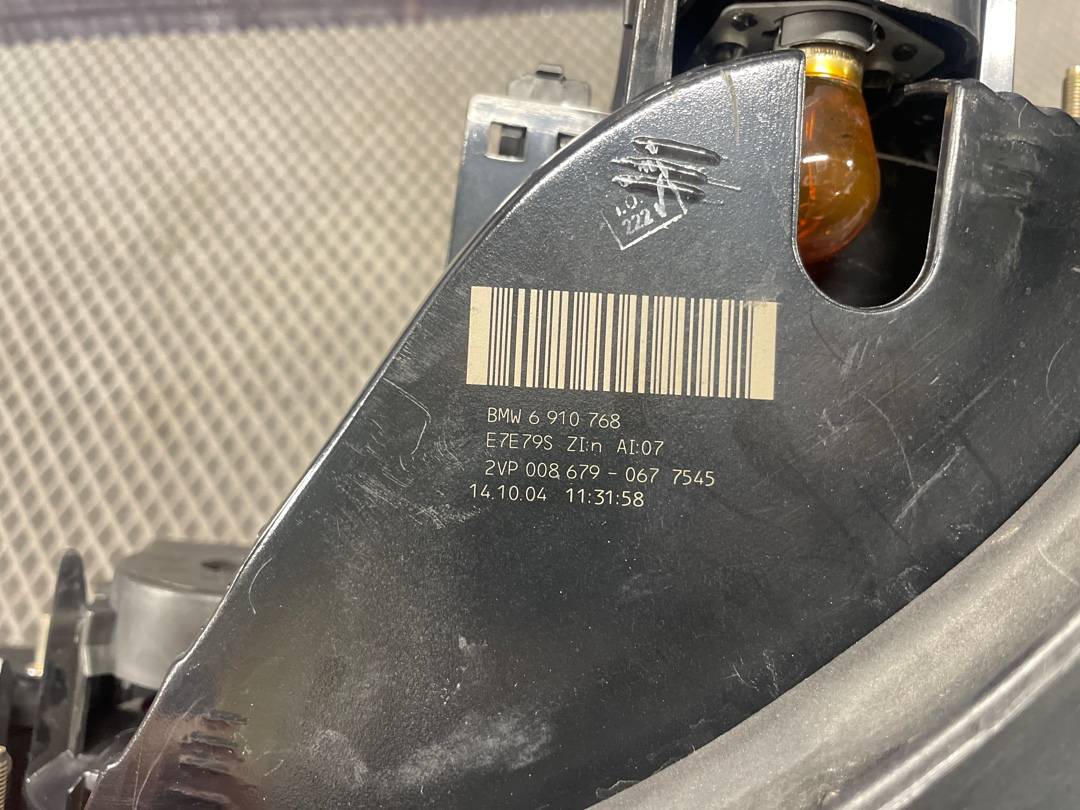 i.O.
222
BMW 6 910 768
E7E79S ZI:n AI:07
2VP 008 679 - 067 7545
14.10.04 11:31:58